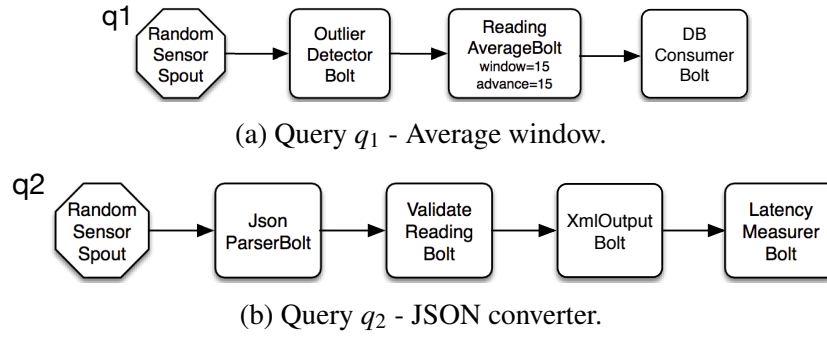 q1
Random
Sensor
Spout
Outlier
Detector
Bolt
Reading
AverageBolt
window=15
advance=15
DB
Consumer
Bolt
(a) Query q1 - Average window.
q2
Random
Sensor
Spout
Json
ParserBolt
Validate
Reading
Bolt
XmlOutput
Bolt
Latency
Measurer
Bolt
(b) Query q2 - JSON converter.